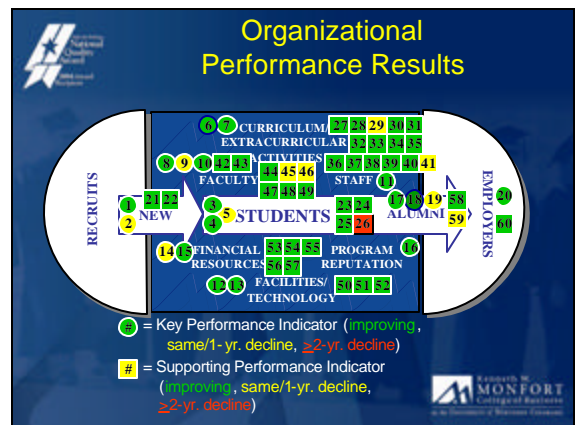 Organizational
Performance Results
National
Quality
Award
6 7 CURRICULUM/ 27 28 29 30 31
EXTRACURRICULAR 32 33 34 35
ACTIVITIES 36 37 38 39 40 41
8 9 10 42 43 44 45 46
FACULTY 47 48 49 STAFF 11
RECRUITS
1 21 22
2 NEW
3
4 5 STUDENTS 23 24
25 26
17 18 19 58
ALUMNI 59
EMPLOYERS
20
60
14 15 FINANCIAL 53 54 55 PROGRAM 16
RESOURCES 56 57 REPUTATION
12 13 FACILITIES/ 50 51 52
TECHNOLOGY
# = Key Performance Indicator (improving,
same/1- yr. decline, >2-yr. decline)
# = Supporting Performance Indicator
(improving, same/1-yr. decline,
>2-yr. decline)
Kenneth W.
MONFORT
College of Business